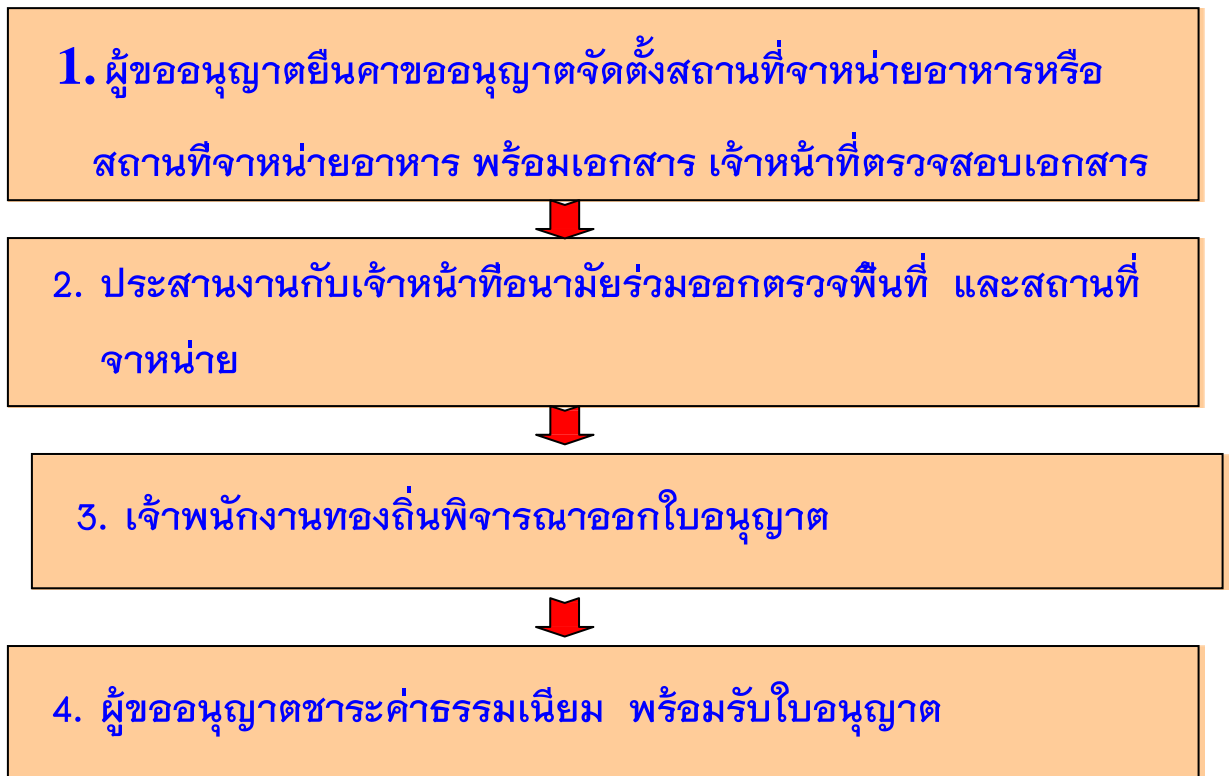 1. ผู้ขออนุญาตยืนคาขออนุญาตจัดตั้งสถานที่จาหน่ายอาหารหรือ
สถานทีจาหน่ายอาหาร พร้อมเอกสาร เจ้าหน้าที่ตรวจสอบเอกสาร
2. ประสานงานกับเจ้าหน้าทีอนามัยร่วมออกตรวจพื้นที่ และสถานที่
จาหน่าย
3. เจ้าพนักงานทองถิ่นพิจารณาออกใบอนุญาต
4. ผู้ขออนุญาตชาระค่าธรรมเนียม พร้อมรับใบอนุญาต